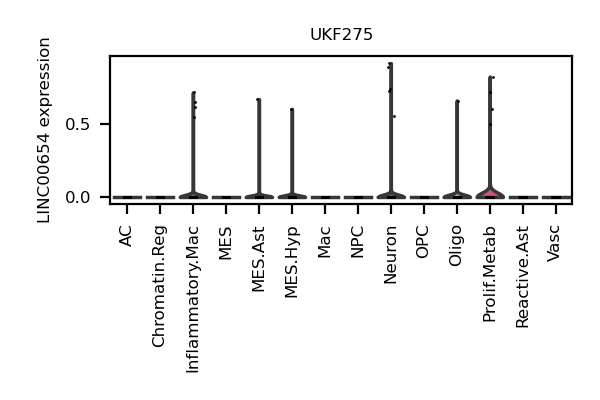 UKF275
LINC00654 expression
0.5
0.0
AC
Chromatin.Reg
Inflammatory.Mac
MES
MES.Ast
MES.Hyp
Mac
NPC
Neuron
OPC
Oligo
Prolif.Metab
Reactive.Ast
Vasc